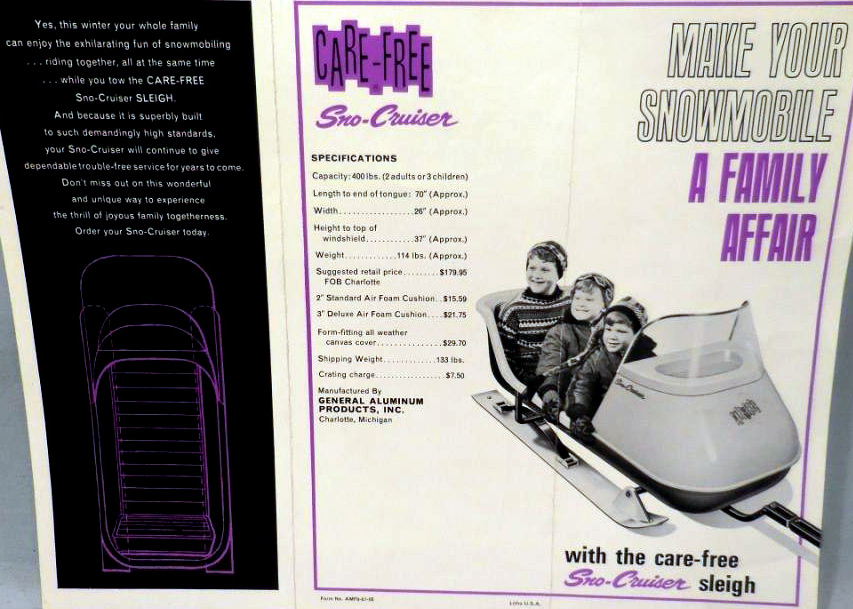 Yes, this winter your whole family
can enjoy the exhilarating fun of snowmobiling
. . . riding together, all at the same time
. . . while you tow the CARE-FREE
Sno-Cruiser SLEIGH.
And because it is superbly built
to such demandingly high standards,
your Sno-Cruiser will continue to give
dependable trouble-free service for years to come.
Don't miss out on this wonderful
and unique way to experience
the thrill of joyous family togetherness.
Order your Sno-Cruiser today.
CARE-FREE
Sno-Cruiser
SPECIFICATIONS
Capacity: 400 lbs. (2 adults or 3 children)
Length to end of tongue: 70" (Approx.)
Width.................26" (Approx.)
Height to top of
windshield............37" (Approx.)
Weight.............114 lbs. (Approx.)
Suggested retail price.........$179.95
FOB Charlotte
2" Standard Air Foam Cushion..$15.59
3" Deluxe Air Foam Cushion....$21.75
Form-fitting all weather
canvas cover................$29.70
Shipping Weight.............133 lbs.
Crating charge.................$7.50
Manufactured By
GENERAL ALUMINUM
PRODUCTS, INC.
Charlotte, Michigan
MAKE YOUR
SNOWMOBILE
A FAMILY
AFFAIR
Sno-Cruiser
with the care-free
Sno-Cruiser sleigh
Form No.
Litho U.S.A.